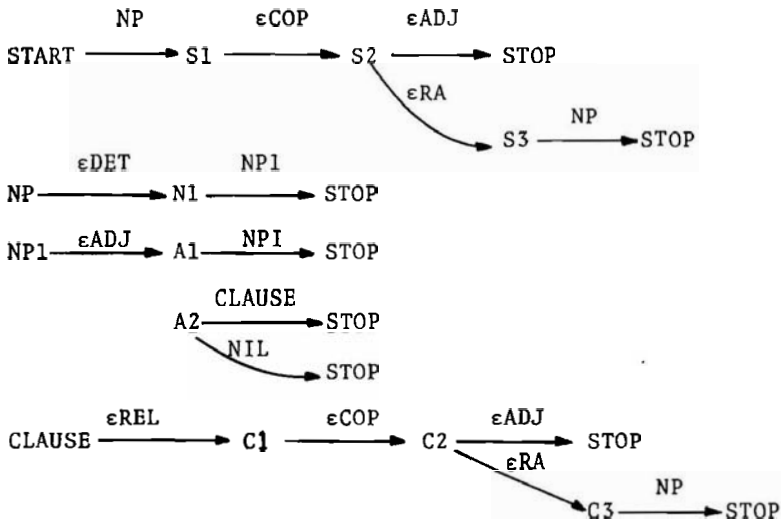 NP εCOP εADJ
START S1 S2 STOP
εRA
NP
S3 STOP
εDET NP1
NP N1 STOP
εADJ NPI
NP1 A1 STOP
CLAUSE
A2 STOP
NIL
STOP
εREL εCOP εADJ
CLAUSE C1 C2 STOP
εRA
NP
C3 STOP